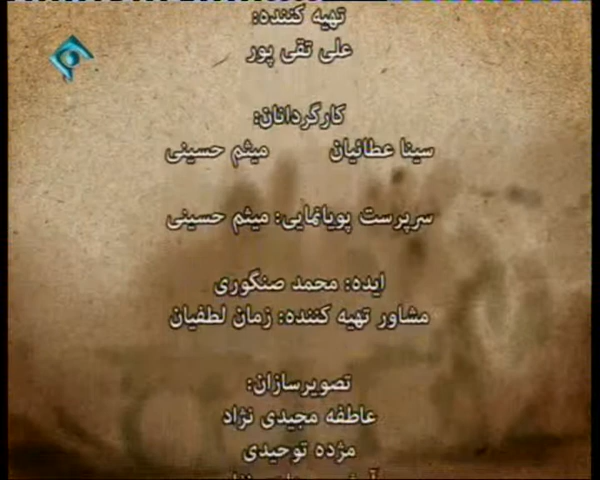 تهیه کننده:
علی تقی پور
کارگردانان:
سینا عطائیان میثم حسینی
سرپرست پویانمایی: میثم حسینی
ایده: محمد صنگوری
مشاور تهیه کننده: زمان لطفیان
تصویرسازان:
عاطفه مجیدی نژاد
مژده توحیدی